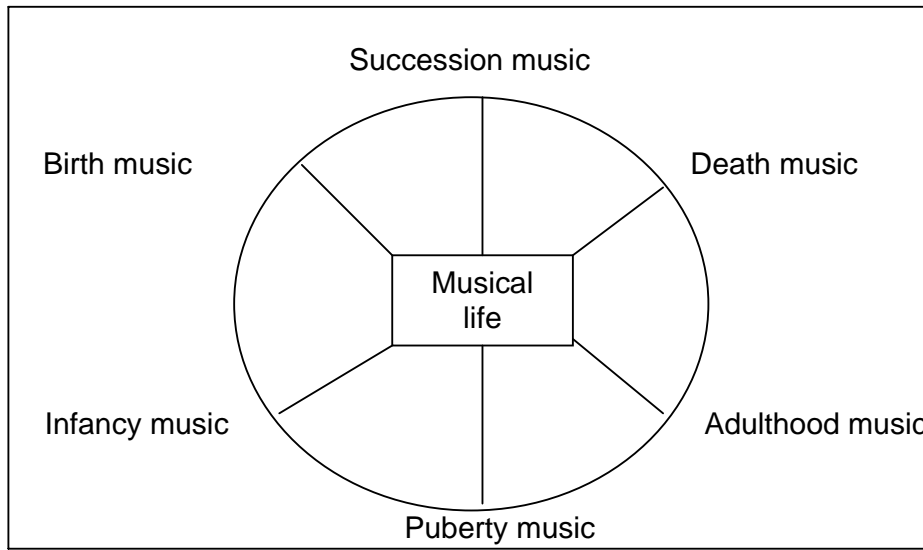 Succession music
Birth music
Death music
Musical
life
Infancy music
Adulthood music
Puberty music